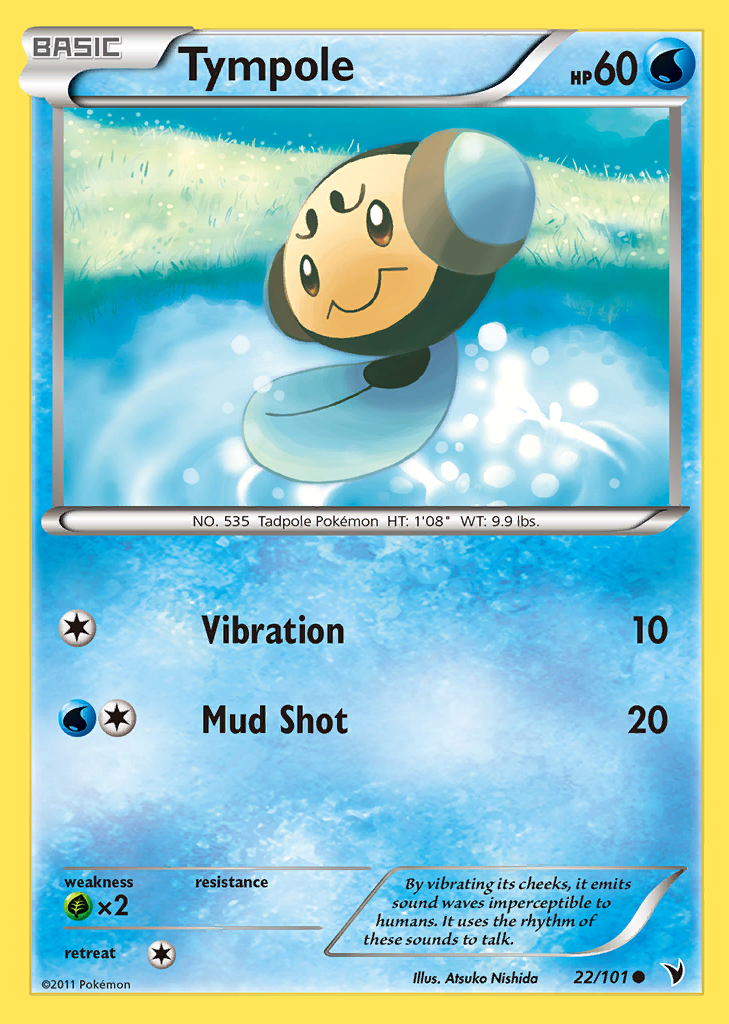 BASIC
Tympole
HP60
NO. 535 Tadpole Pokémon HT: 1'08" WT: 9.9 lbs.
Vibration 10
Mud Shot 20
weakness resistance
×2
By vibrating its cheeks, it emits
sound waves imperceptible to
humans. It uses the rhythm of
these sounds to talk.
retreat
Illus. Atsuko Nishida 22/101
©2011 Pokémon